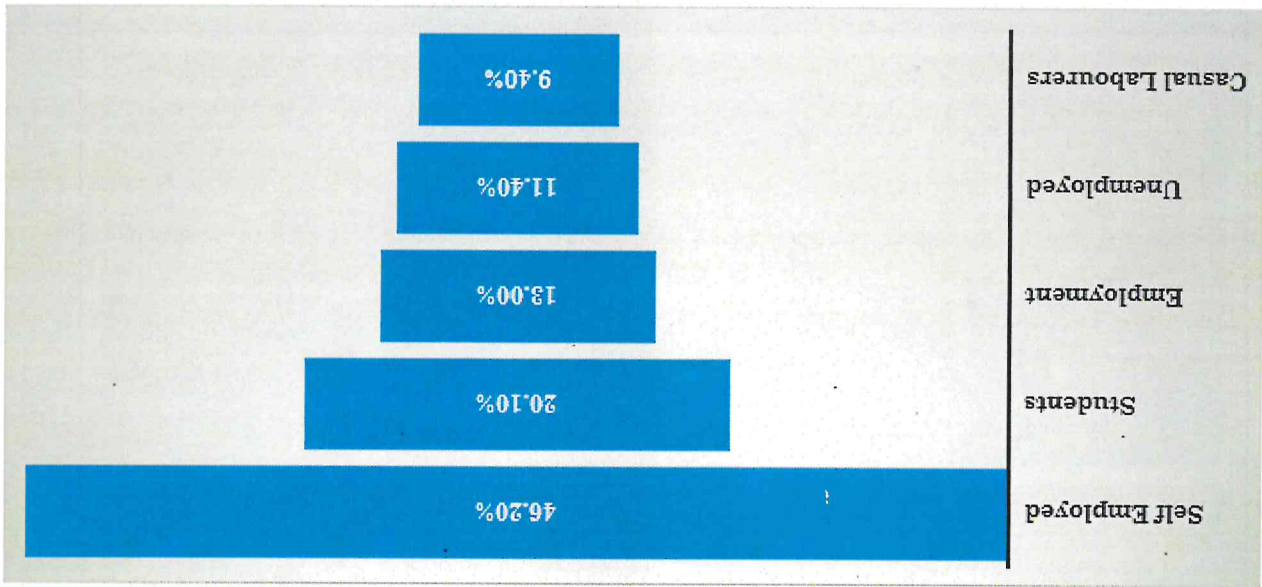 Self Employed 46.20%
Students 20.10%
Employment 13.00%
Unemployed 11.40%
Casual Labourers 9.40%